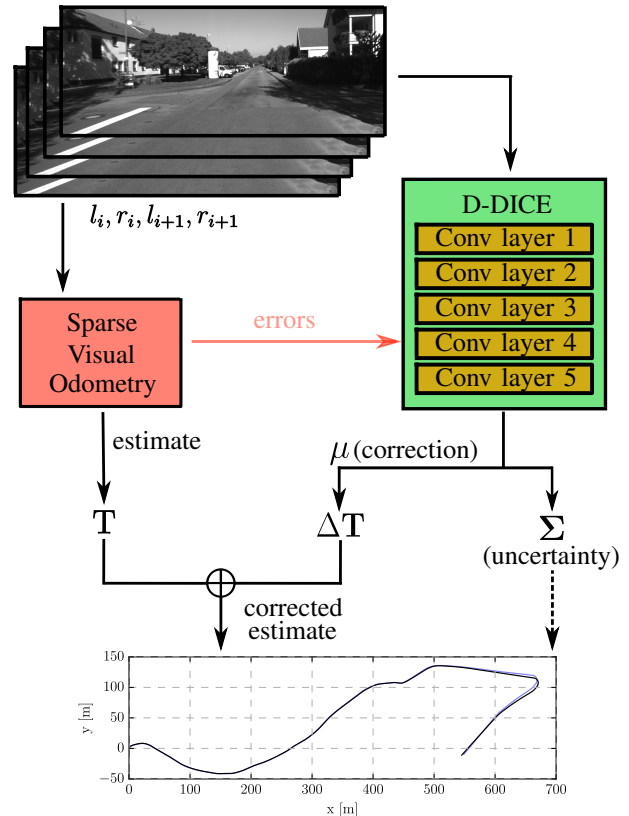 l_i, r_i, l_{i+1}, r_{i+1}
D-DICE
Conv layer 1
Conv layer 2
Conv layer 3
Conv layer 4
Conv layer 5
Sparse
Visual
Odometry
errors
estimate
μ (correction)
T
ΔT
Σ
(uncertainty)
corrected
estimate
150
100
50
0
−50
y [m]
0 100 200 300 400 500 600 700
x [m]